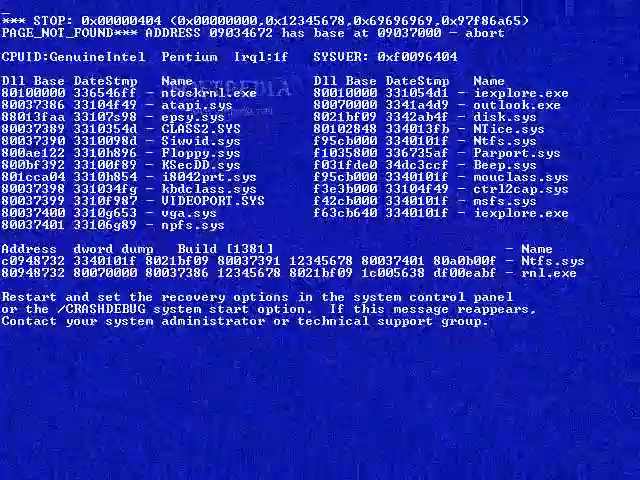 *** STOP: 0x00000404 (0x00000000,0x12345678,0x69696969,0x97f86a65)
PAGE_NOT_FOUND*** ADDRESS 09034672 has base at 09037000 - abort
CPUID:GenuineIntel Pentium Irql:1f SYSVER: 0xf0096404
Dll Base DateStmp Name Dll Base DateStmp Name
80100000 336546ff - ntoskrnl.exe 80010000 331054d1 - iexplore.exe
80037386 33104f49 - atapi.sys 80070000 3341a4d9 - outlook.exe
88013faa 33107s98 - epsy.sys 8021bf09 3342ab4f - disk.sys
80037389 3310354d - CLASS2.SYS 80102848 334013fb - NTice.sys
80037390 3310098d - Siwvid.sys f95cb000 3340101f - Ntfs.sys
800ae122 3310h896 - Floppy.sys f1035800 336735af - Parport.sys
800bf392 33100f89 - KSecDD.sys f031fde0 34dc3ccf - Beep.sys
801cca04 3310h854 - i8042prt.sys f95cb000 3340101f - mouclass.sys
80037398 331034fg - kbdclass.sys f3e3b000 33104f49 - ctrl2cap.sys
80037399 3310f987 - VIDEOPORT.SYS f42cb000 3340101f - msfs.sys
80037400 3310g653 - vga.sys f63cb640 3340101f - iexplore.exe
80037401 33106g89 - npfs.sys
Address dword dump Build [1381] - Name
c0948732 3340101f 8021bf09 80037391 12345678 80037401 80a0b00f - Ntfs.sys
80948732 80070000 80037386 12345678 8021bf09 1c005638 df00eabf - rnl.exe
Restart and set the recovery options in the system control panel
or the /CRASHDEBUG system start option. If this message reappears,
Contact your system administrator or technical support group.